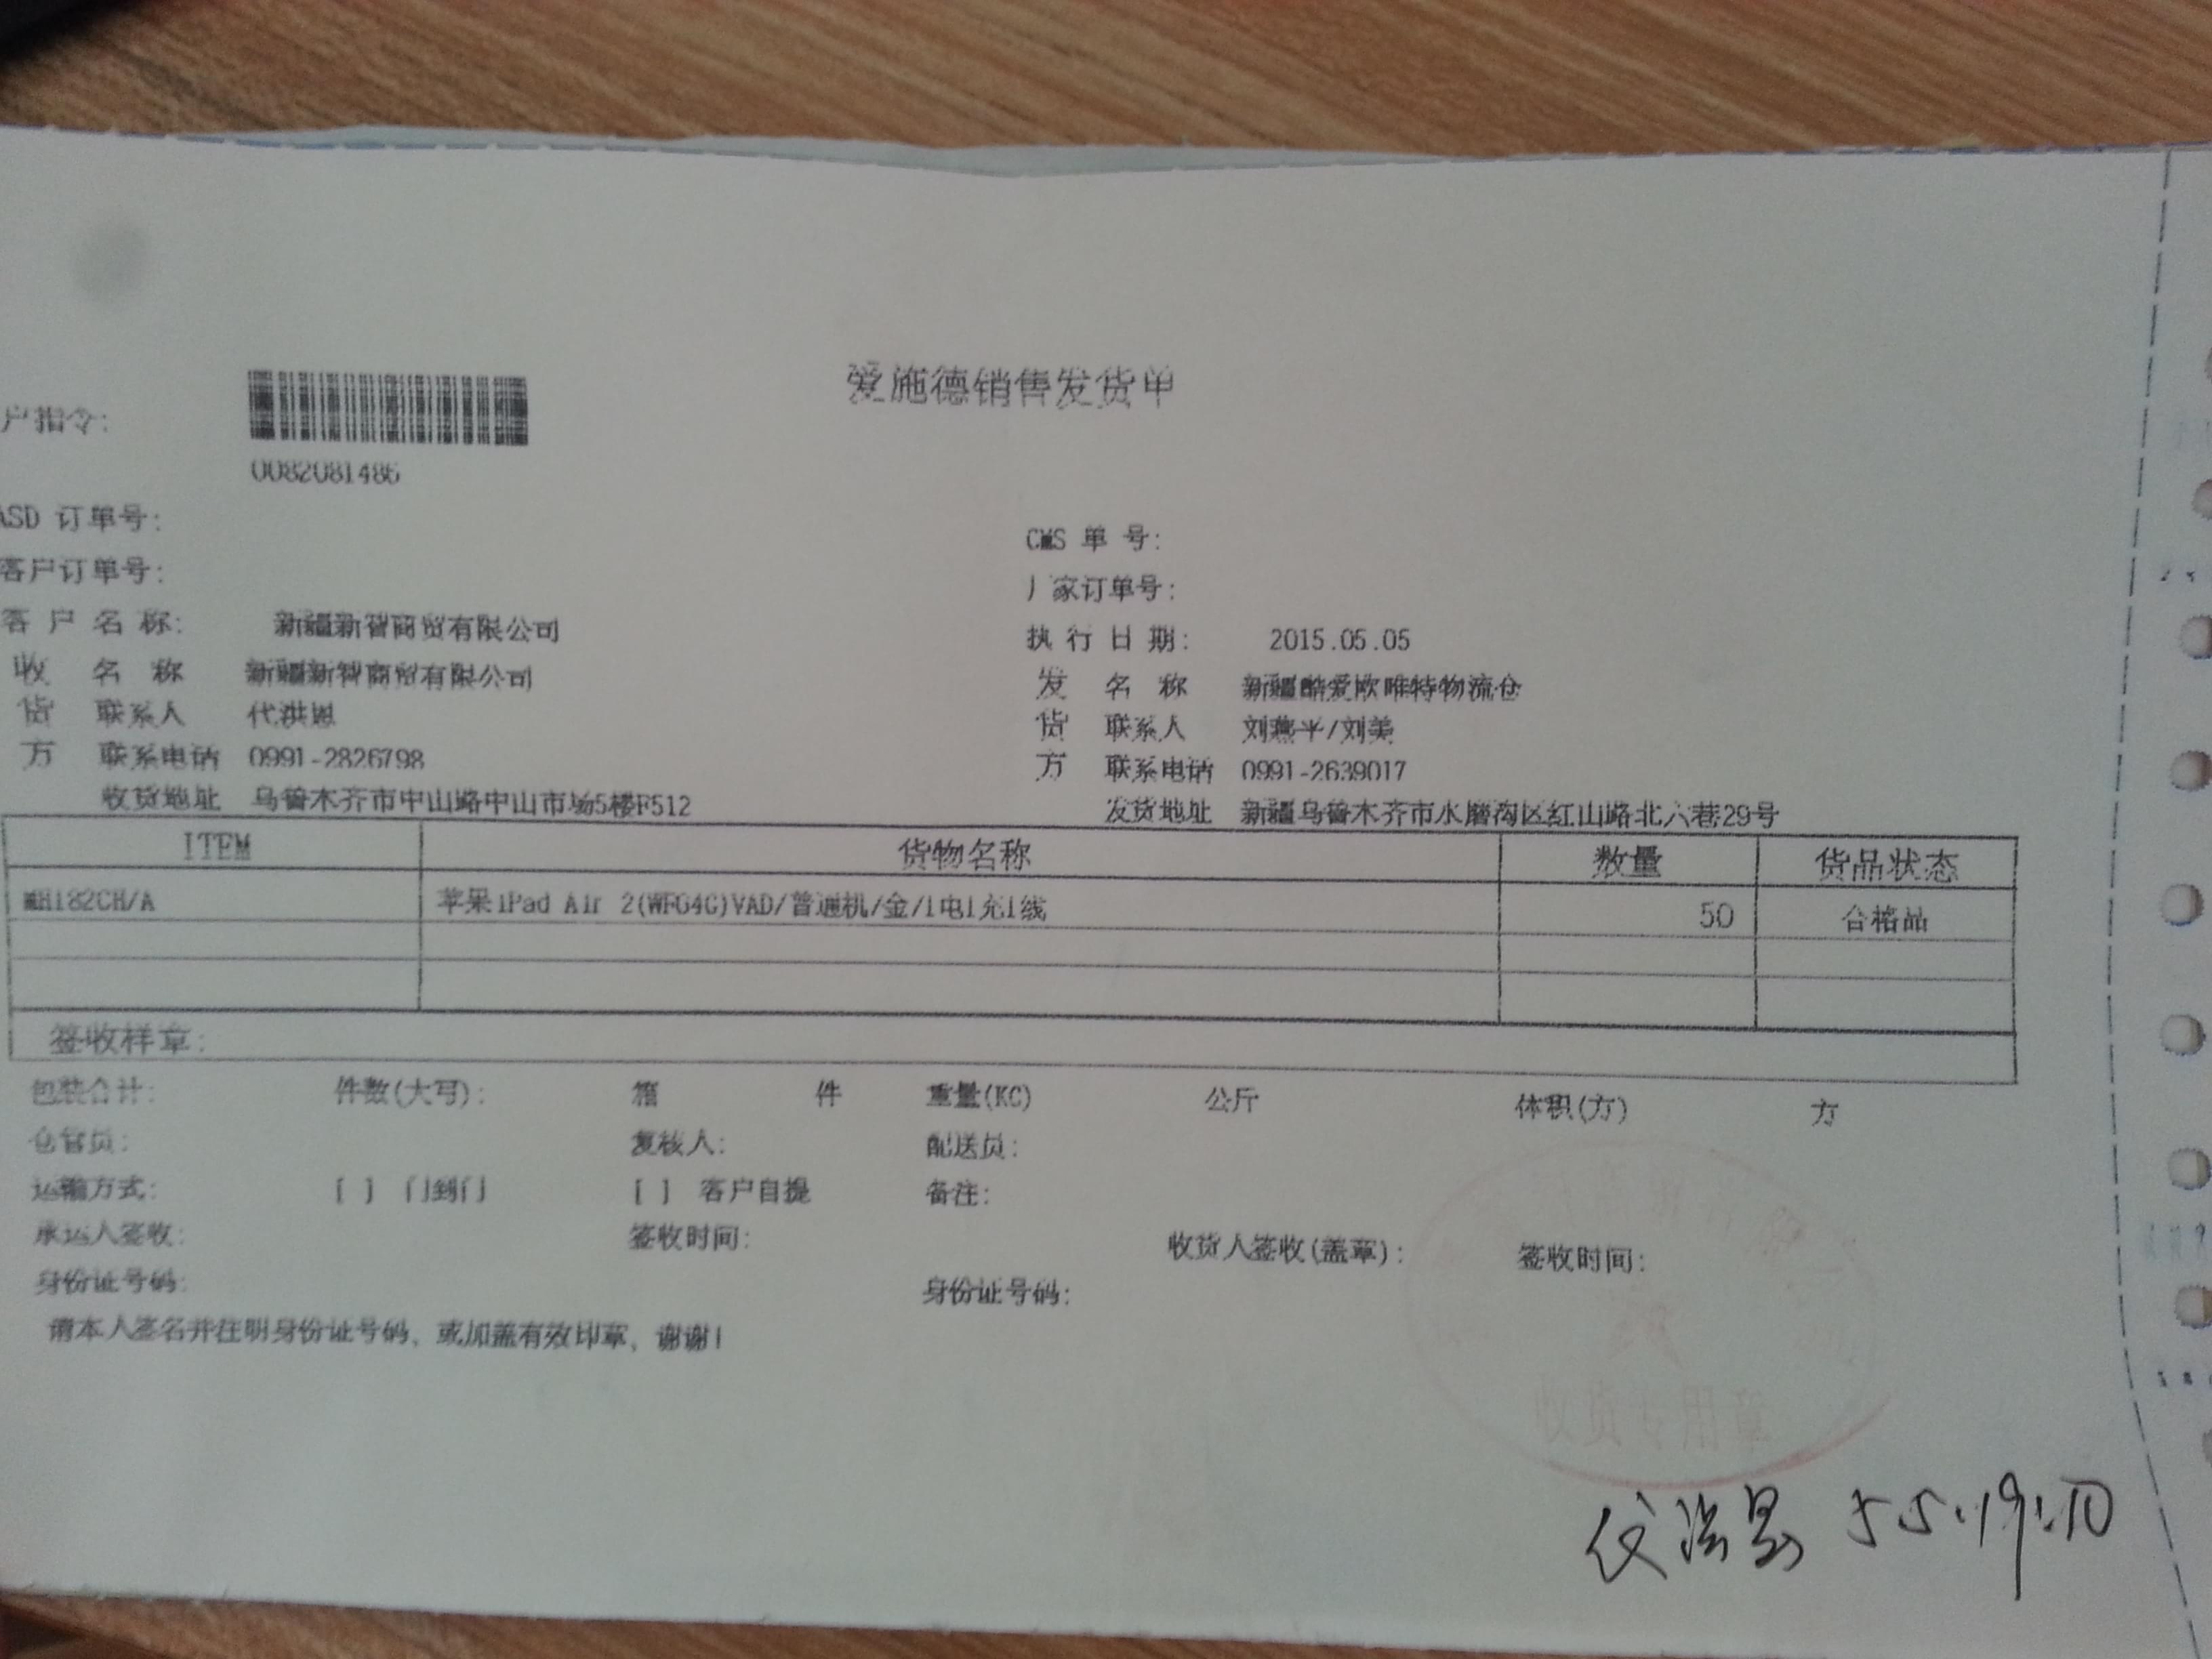 爱施德销售发货单
户指令:
0082081486
ASD 订单号:
CMS 单 号:
客户订单号:
厂家订单号:
客 户 名 称: 新疆新智商贸有限公司
执 行 日 期: 2015.05.05
收 名 称 新疆新智商贸有限公司
发 名 称 新疆酷爱欧唯特物流仓
货 联系人 代洪恩
货 联系人 刘燕平/刘美
方 联系电话 0991-2826798
方 联系电话 0991-2639017
收货地址 乌鲁木齐市中山路中山市场5楼F512
发货地址 新疆乌鲁木齐市水磨沟区红山路北六巷29号
ITEM 货物名称 数量 货品状态
MH182CH/A 苹果iPad Air 2(WFG4G)VAD/普通机/金/1电1充1线 50 合格品
签收样章:
包装合计: 件数(大写): 箱 件 重量(KG) 公斤 体积(方) 方
仓管员: 复核人: 配送员:
运输方式: [ ] 门到门 [ ] 客户自提 备注:
承运人签收: 签收时间: 收货人签收(盖章): 签收时间:
身份证号码: 身份证号码:
请本人签名并注明身份证号码、或加盖有效印章，谢谢!
收货专用章
代洪恩